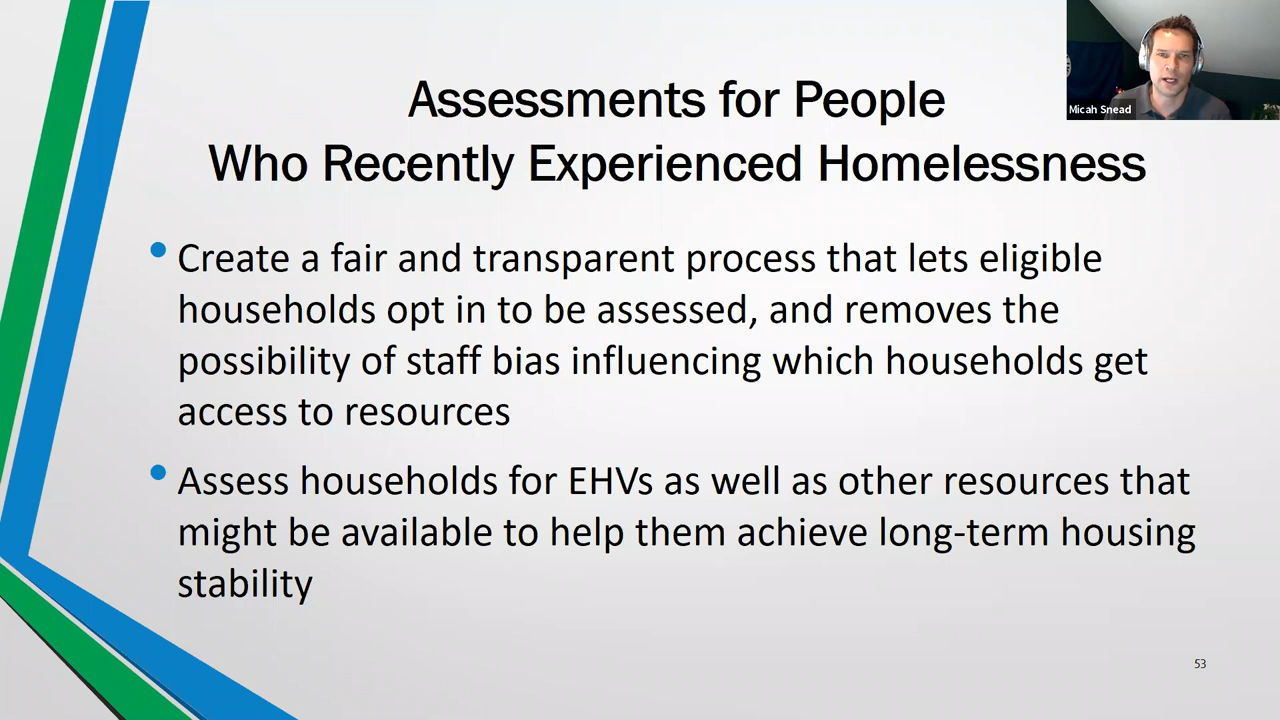 Assessments for People
Who Recently Experienced Homelessness
Micah Snead
Create a fair and transparent process that lets eligible
households opt in to be assessed, and removes the
possibility of staff bias influencing which households get
access to resources
Assess households for EHVs as well as other resources that
might be available to help them achieve long-term housing
stability
53